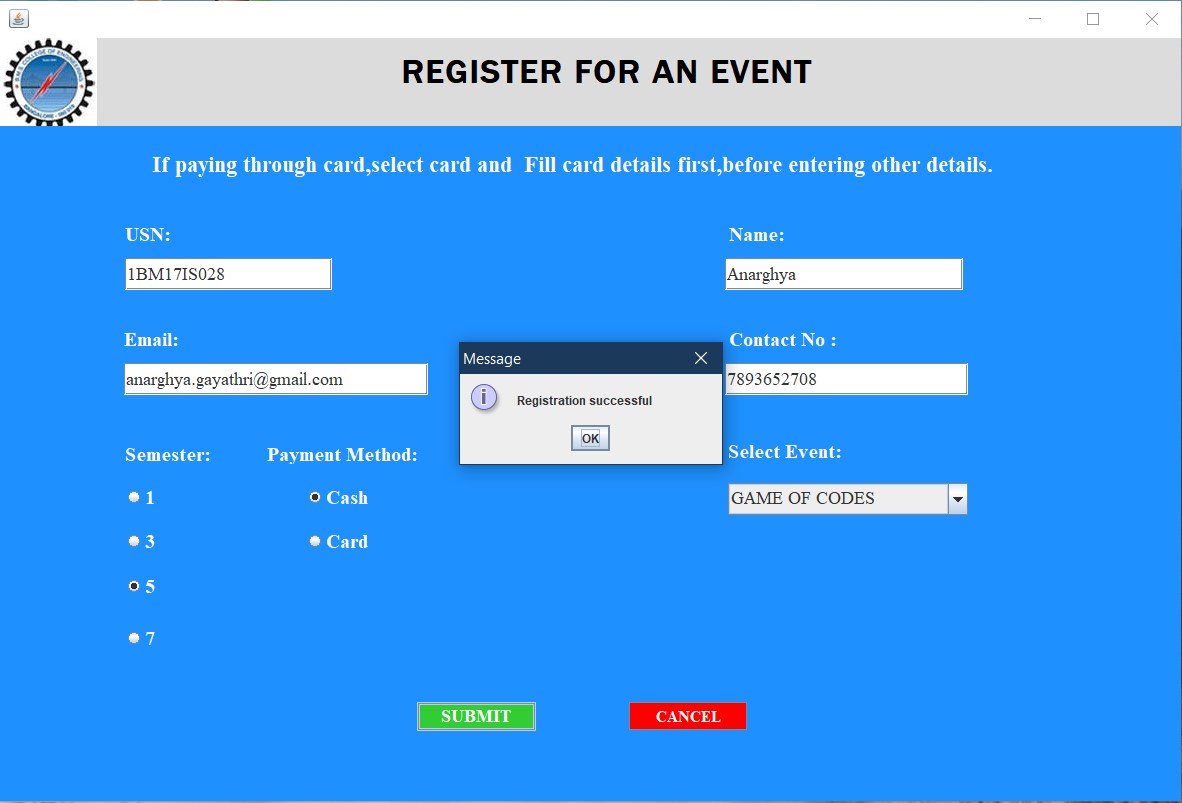 REGISTER FOR AN EVENT
If paying through card,select card and  Fill card details first,before entering other details.
USN:
Name:
1BM17IS028
Anarghya
Email:
Contact No :
anarghya.gayathri@gmail.com
7893652708
Message
Registration successful
OK
Semester:
Payment Method:
Select Event:
1
Cash
GAME OF CODES
3
Card
5
7
SUBMIT
CANCEL